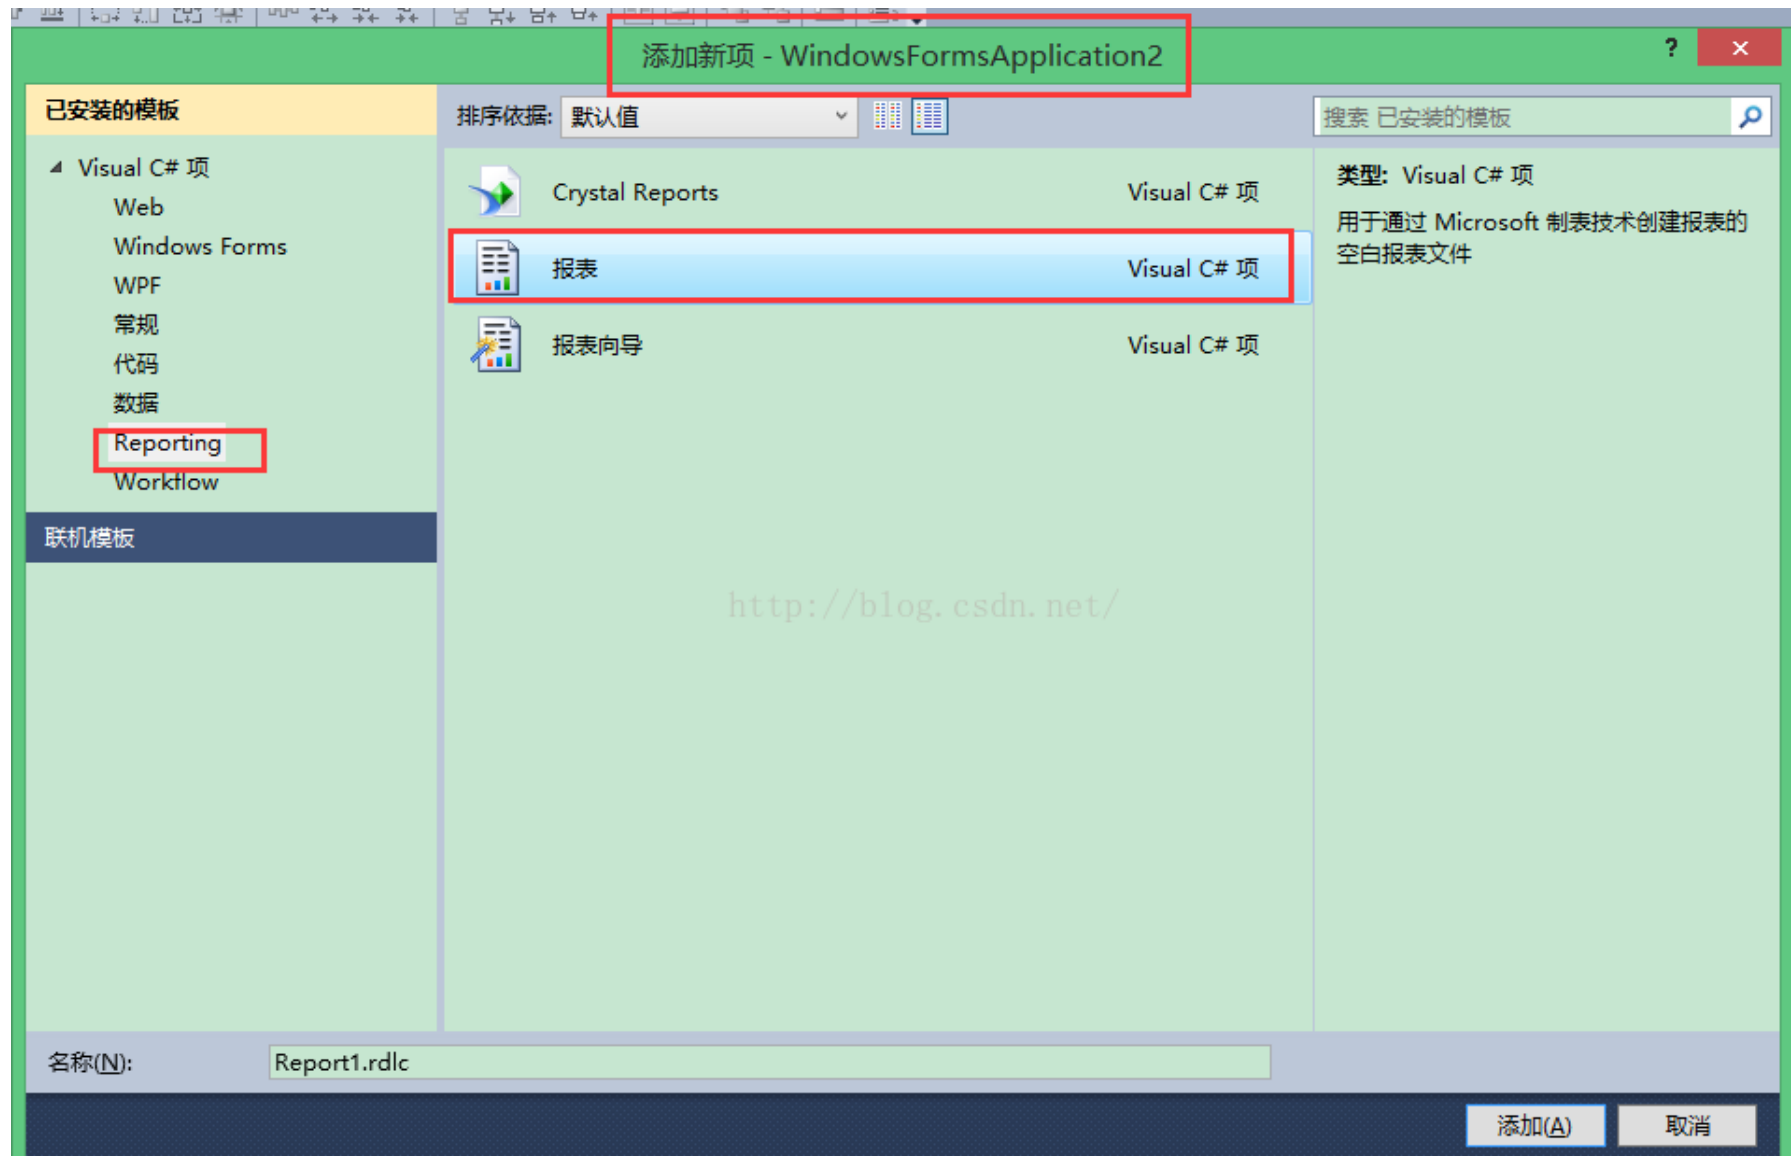 添加新项 - WindowsFormsApplication2
?
已安装的模板
排序依据: 默认值
搜索 已安装的模板
Visual C# 项
Web
Windows Forms
WPF
常规
代码
数据
Reporting
Workflow
联机模板
Crystal Reports Visual C# 项
报表 Visual C# 项
报表向导 Visual C# 项
类型: Visual C# 项
用于通过 Microsoft 制表技术创建报表的
空白报表文件
http://blog.csdn.net/
名称(N): Report1.rdlc
添加(A) 取消